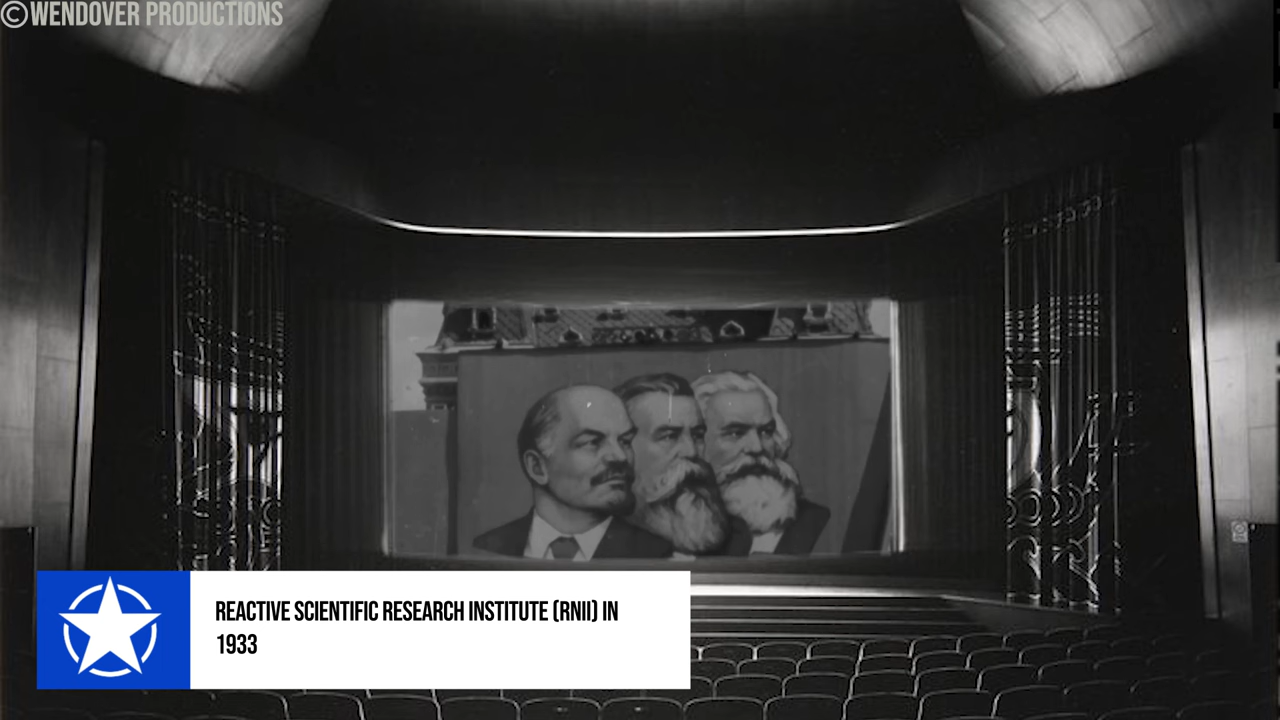 ©WENDOVER PRODUCTIONS
REACTIVE SCIENTIFIC RESEARCH INSTITUTE (RNII) IN
1933